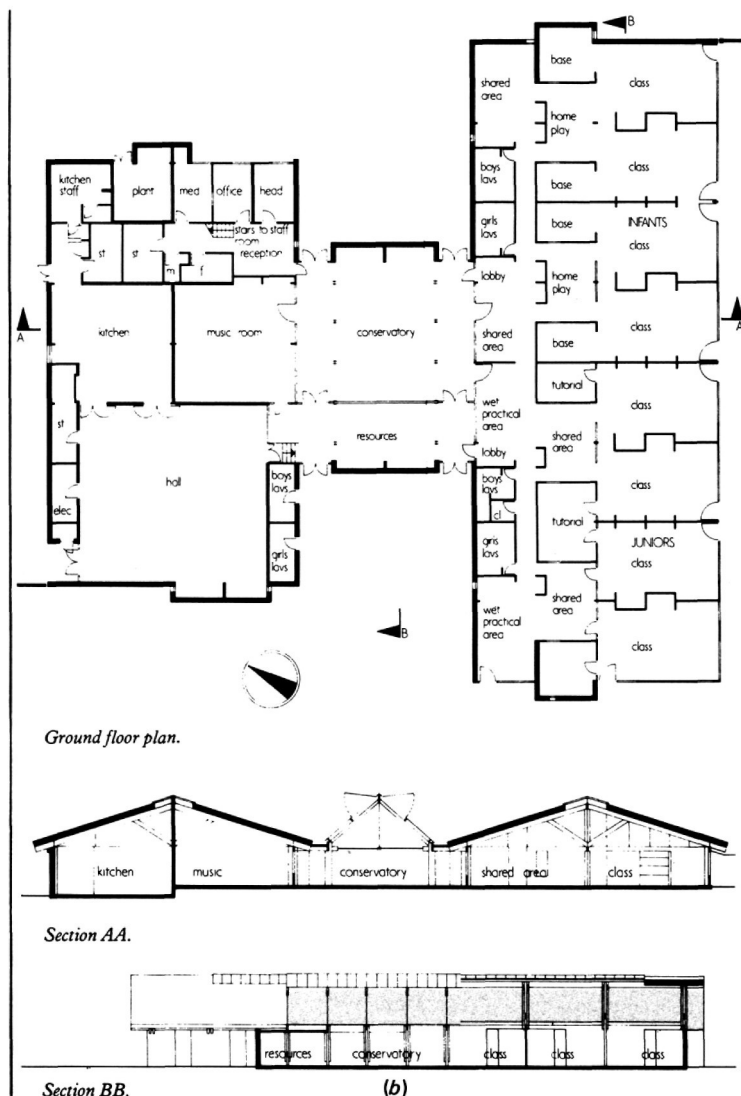 B
base
shared area
class
home play
class
kitchen staff
plant
med
office
head
boys lavs
base
girls lavs
base
INFANTS
class
stairs to staff room
reception
st
st
m
f
lobby
home play
A
kitchen
music room
conservatory
shared area
base
class
A
tutorial
class
wet practical area
resources
shared area
lobby
st
hall
boys lavs
boys lavs
cl
class
elec
tutorial
girls lavs
girls lavs
JUNIORS
class
wet practical area
shared area
class
B
Ground floor plan.
kitchen
music
conservatory
shared area
class
Section AA.
resources
conservatory
class
class
class
Section BB.
(b)